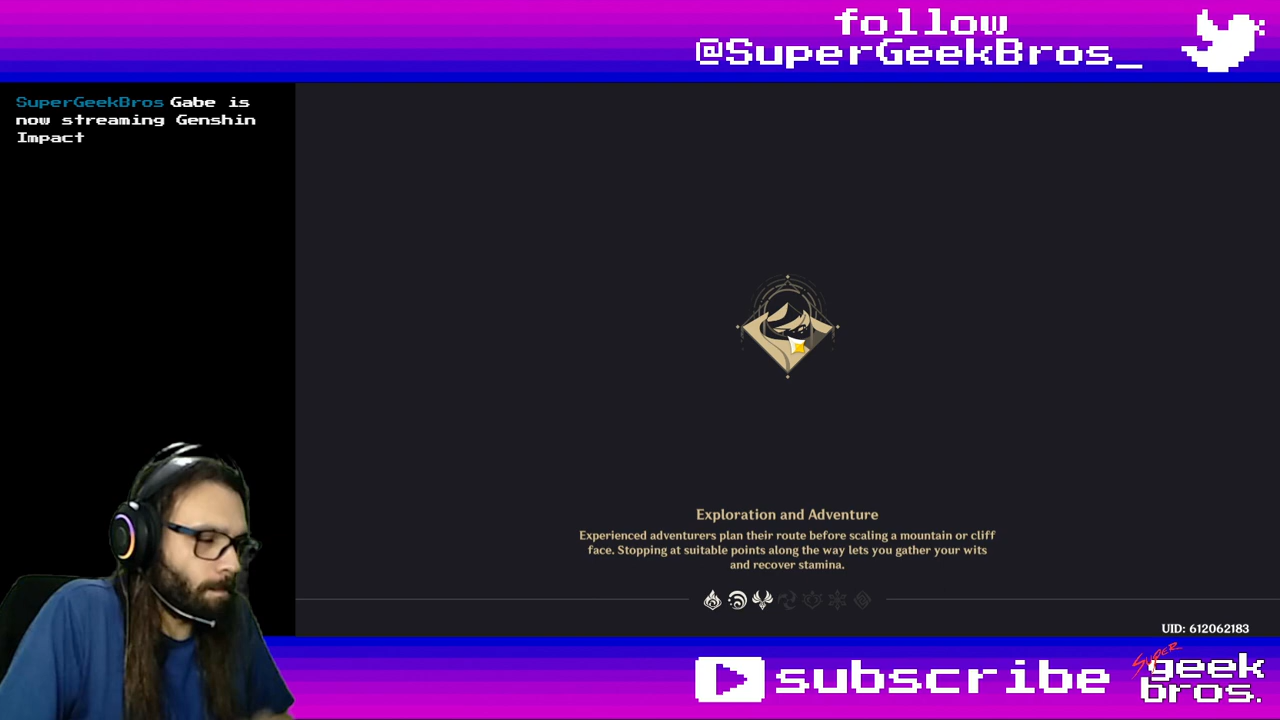 follow
@SuperGeekBros_
SuperGeekBros Gabe is
now streaming Genshin
Impact
Exploration and Adventure
Experienced adventurers plan their route before scaling a mountain or cliff
face. Stopping at suitable points along the way lets you gather your wits
and recover stamina.
UID: 612062183
subscribe
SUPER
geek
bros.